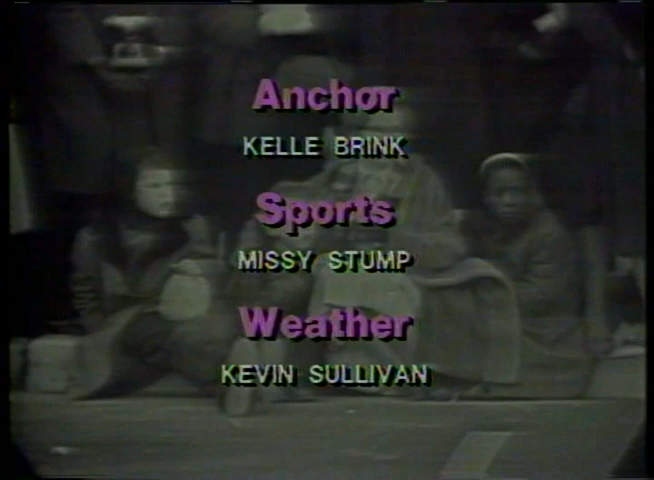 Anchor
KELLE BRINK
Sports
MISSY STUMP
Weather
KEVIN SULLIVAN